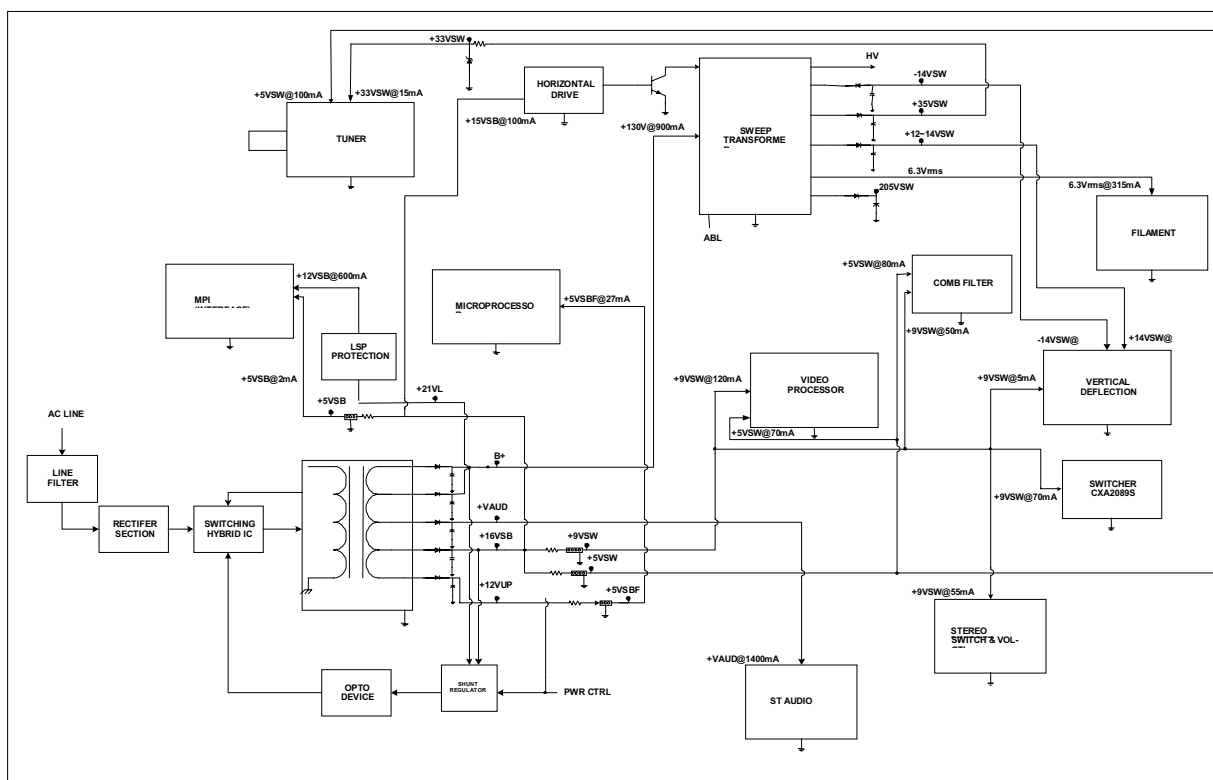 +33VSW
HV
-14VSW
+5VSW@100mA
+33VSW@15mA
HORIZONTAL
DRIVE
+35VSW
+15VSB@100mA
+130V@900mA
TUNER
SWEEP
TRANSFORME
+12~14VSW
6.3Vrms
6.3Vrms@315mA
205VSW
ABL
FILAMENT
+12VSB@600mA
+5VSW@80mA
COMB FILTER
MPI
+5VSBF@27mA
MICROPROCESSO
+9VSW@50mA
LSP
PROTECTION
-14VSW@
+14VSW@
+5VSB@2mA
+21VL
+9VSW@120mA
VIDEO
PROCESSOR
+9VSW@5mA
VERTICAL
DEFLECTION
+5VSB
AC LINE
+5VSW@70mA
B+
LINE
FILTER
SWITCHER
CXA2089S
+9VSW@70mA
RECTIFER
SECTION
SWITCHING
HYBRID IC
+VAUD
+16VSB
+9VSW
+5VSW
+12VUP
+5VSBF
+9VSW@55mA
STEREO
SWITCH & VOL-
+VAUD@1400mA
OPTO
DEVICE
SHUNT
REGULATOR
PWR CTRL
ST AUDIO